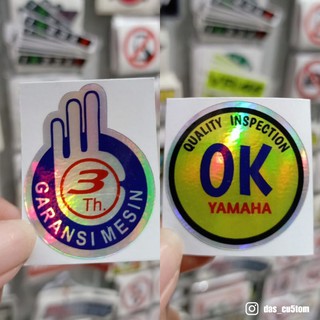 3
Th.
GARANSI MESIN
QUALITY INSPECTION
OK
YAMAHA
das_cu5tom